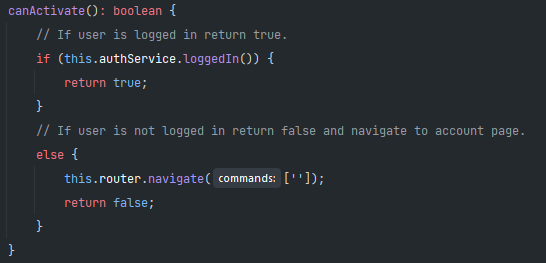 canActivate(): boolean {
// If user is logged in return true.
if (this.authService.loggedIn()) {
return true;
}
// If user is not logged in return false and navigate to account page.
else {
this.router.navigate( commands: ['']);
return false;
}
}